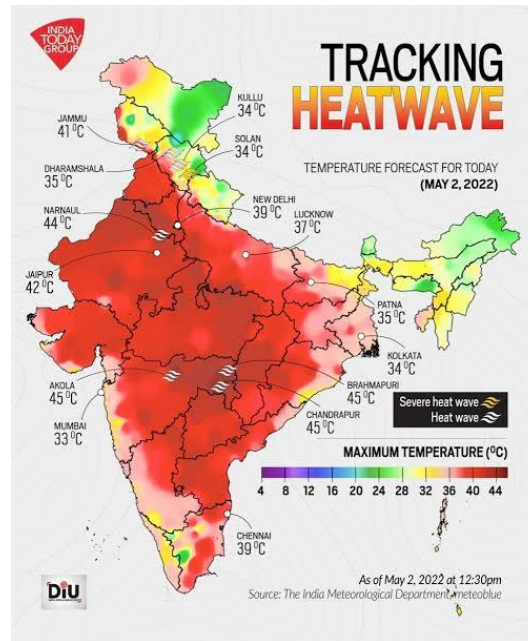 INDIA
TODAY
GROUP
TRACKING
HEATWAVE
TEMPERATURE FORECAST FOR TODAY
(MAY 2, 2022)
KULLU
34 °C
JAMMU
41 °C
SOLAN
34 °C
DHARAMSHALA
35 °C
NEW DELHI
39 °C
NARNAUL
44 °C
LUCKNOW
37 °C
JAIPUR
42 °C
PATNA
35 °C
KOLKATA
34 °C
AKOLA
45 °C
BRAHMAPURI
45 °C
MUMBAI
33 °C
CHANDRAPUR
45 °C
Severe heat wave
Heat wave
MAXIMUM TEMPERATURE (°C)
4 8 12 16 20 24 28 32 36 40 44
CHENNAI
39 °C
DiU
As of May 2, 2022 at 12:30pm
Source: The India Meteorological Department, meteoblue